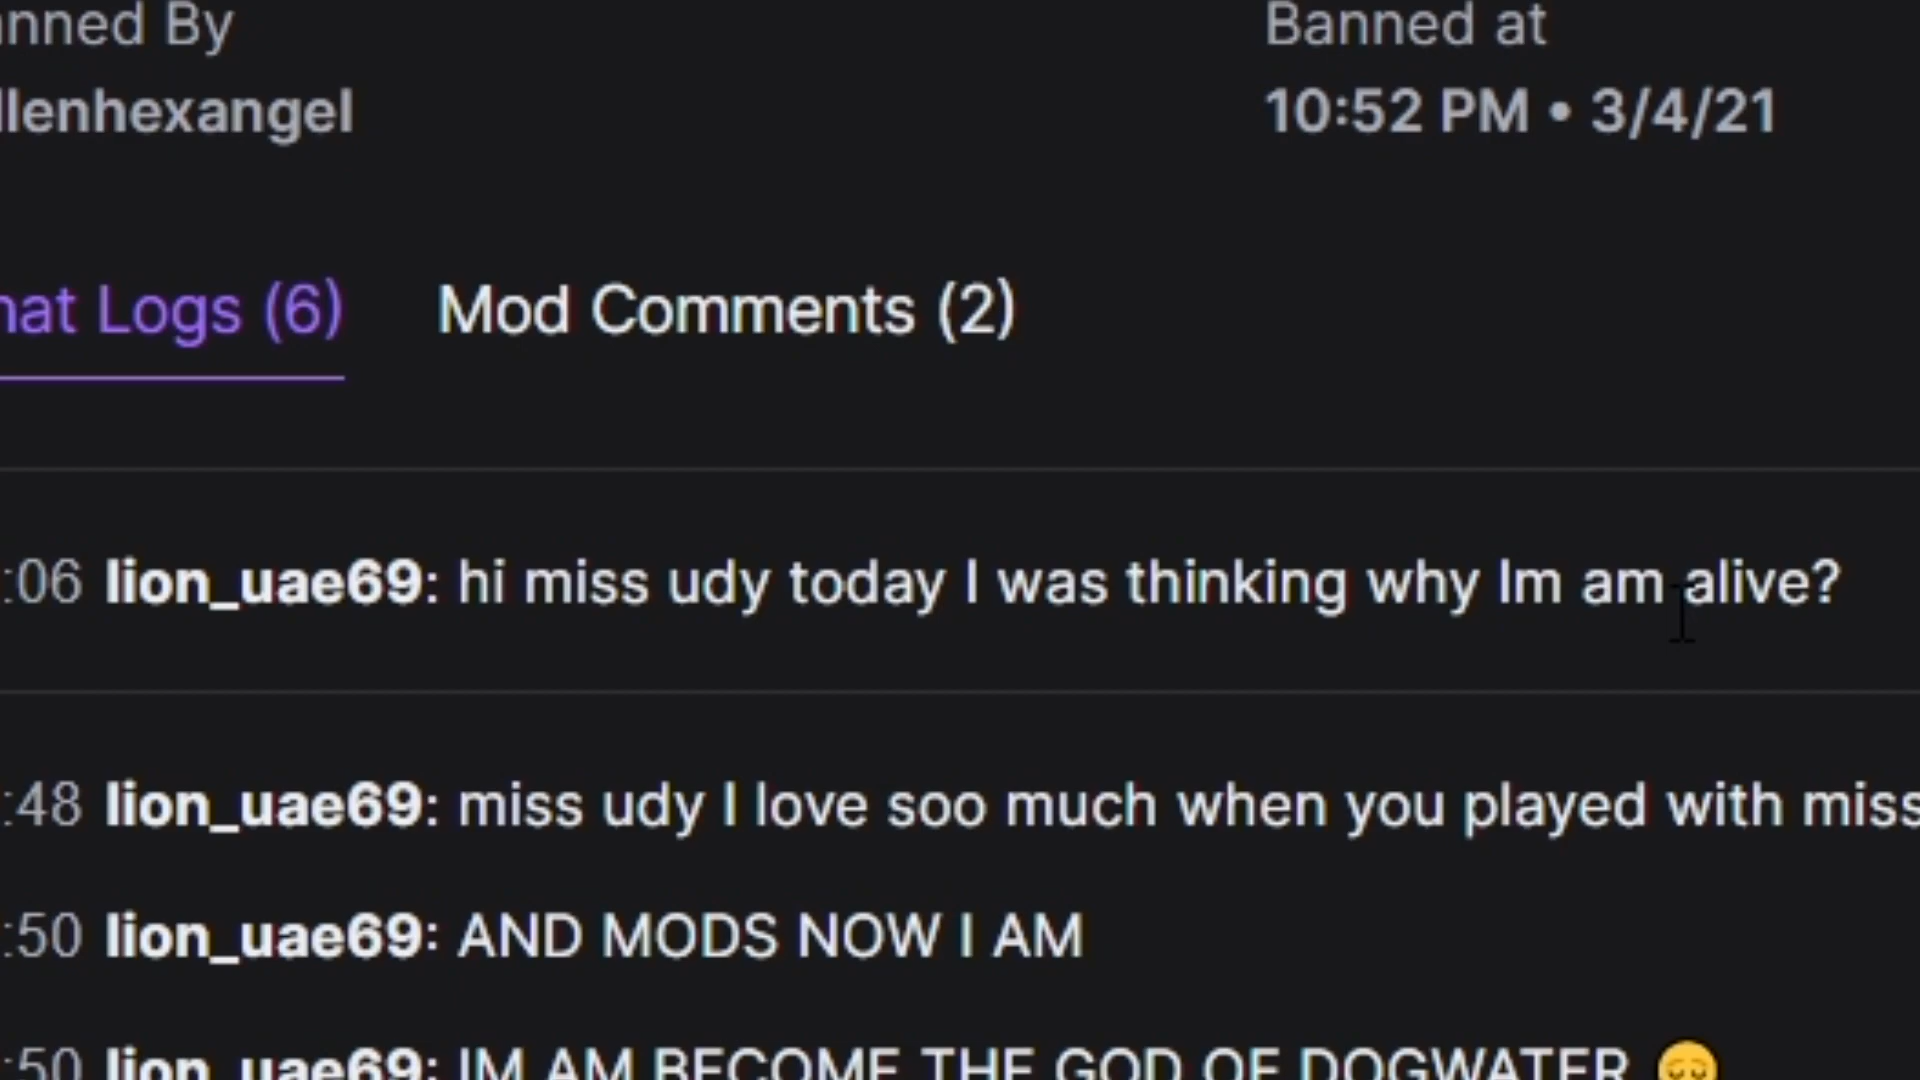 nned By
Banned at
llenhexangel
10:52 PM • 3/4/21
hat Logs (6)
Mod Comments (2)
:06 lion_uae69: hi miss udy today I was thinking why Im am alive?
:48 lion_uae69: miss udy I love soo much when you played with miss
:50 lion_uae69: AND MODS NOW I AM
:50 lion_uae69: IM AM BECOME THE GOD OF DOGWATER 😔